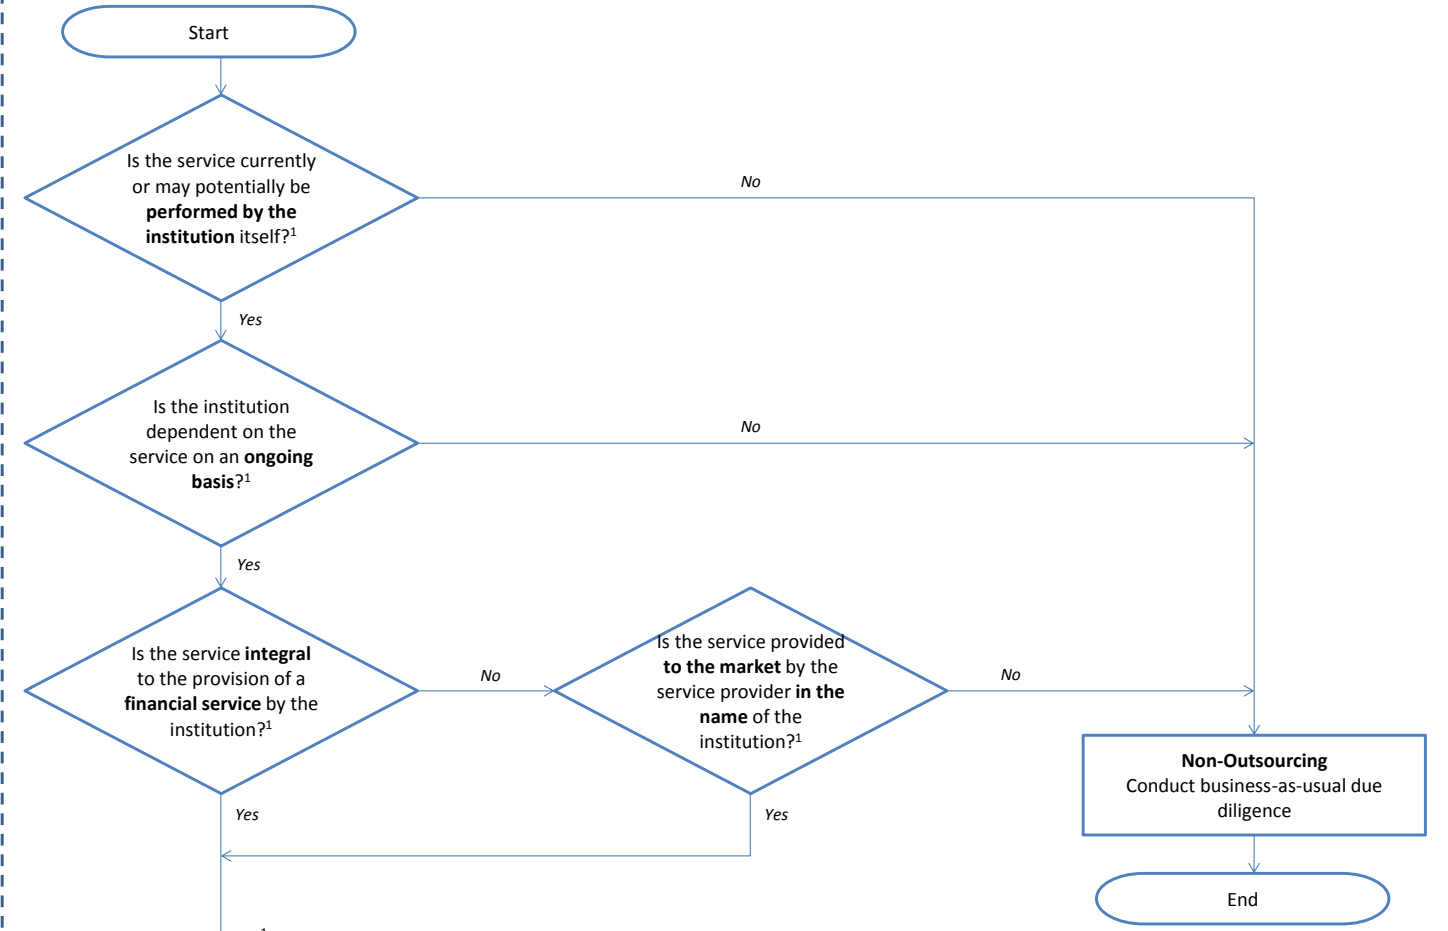 Start
Is the service currently
or may potentially be
performed by the
institution itself?¹
No
Yes
Is the institution
dependent on the
service on an ongoing
basis?¹
No
Yes
Is the service integral
to the provision of a
financial service by the
institution?¹
No
Is the service provided
to the market by the
service provider in the
name of the
institution?¹
No
Yes
Yes
Non-Outsourcing
Conduct business-as-usual due
diligence
End